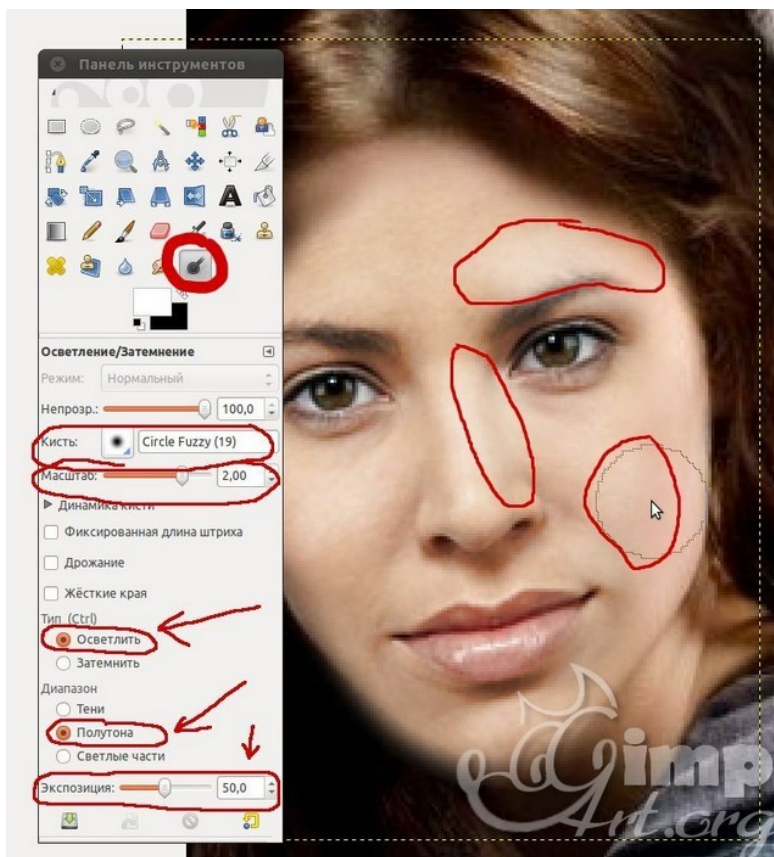 Панель инструментов
A
Осветление/Затемнение
Режим: Нормальный
Непрозр.: 100,0
Кисть: Circle Fuzzy (19)
Масштаб: 2,00
Динамика кисти
Фиксированная длина штриха
Дрожание
Жёсткие края
Тип (Ctrl)
Осветлить
Затемнить
Диапазон
Тени
Полутона
Светлые части
Экспозиция: 50,0
Gimp
Art.org